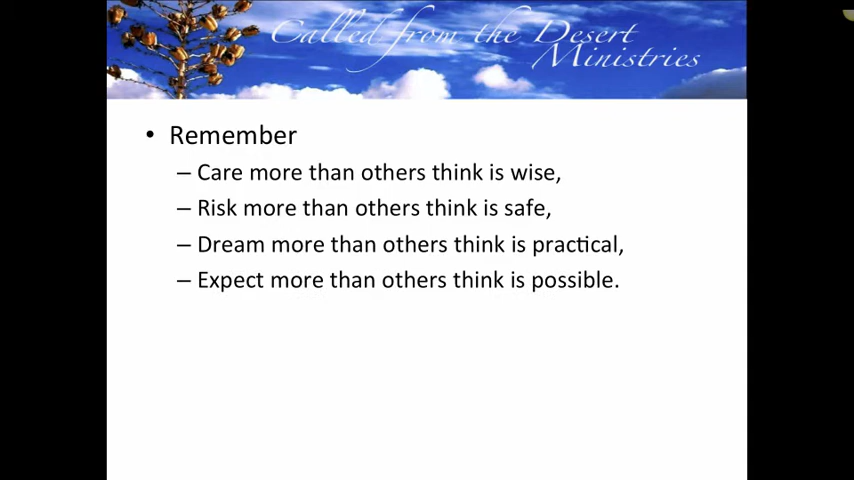 Called from the Desert
Ministries
• Remember
– Care more than others think is wise,
– Risk more than others think is safe,
– Dream more than others think is practical,
– Expect more than others think is possible.